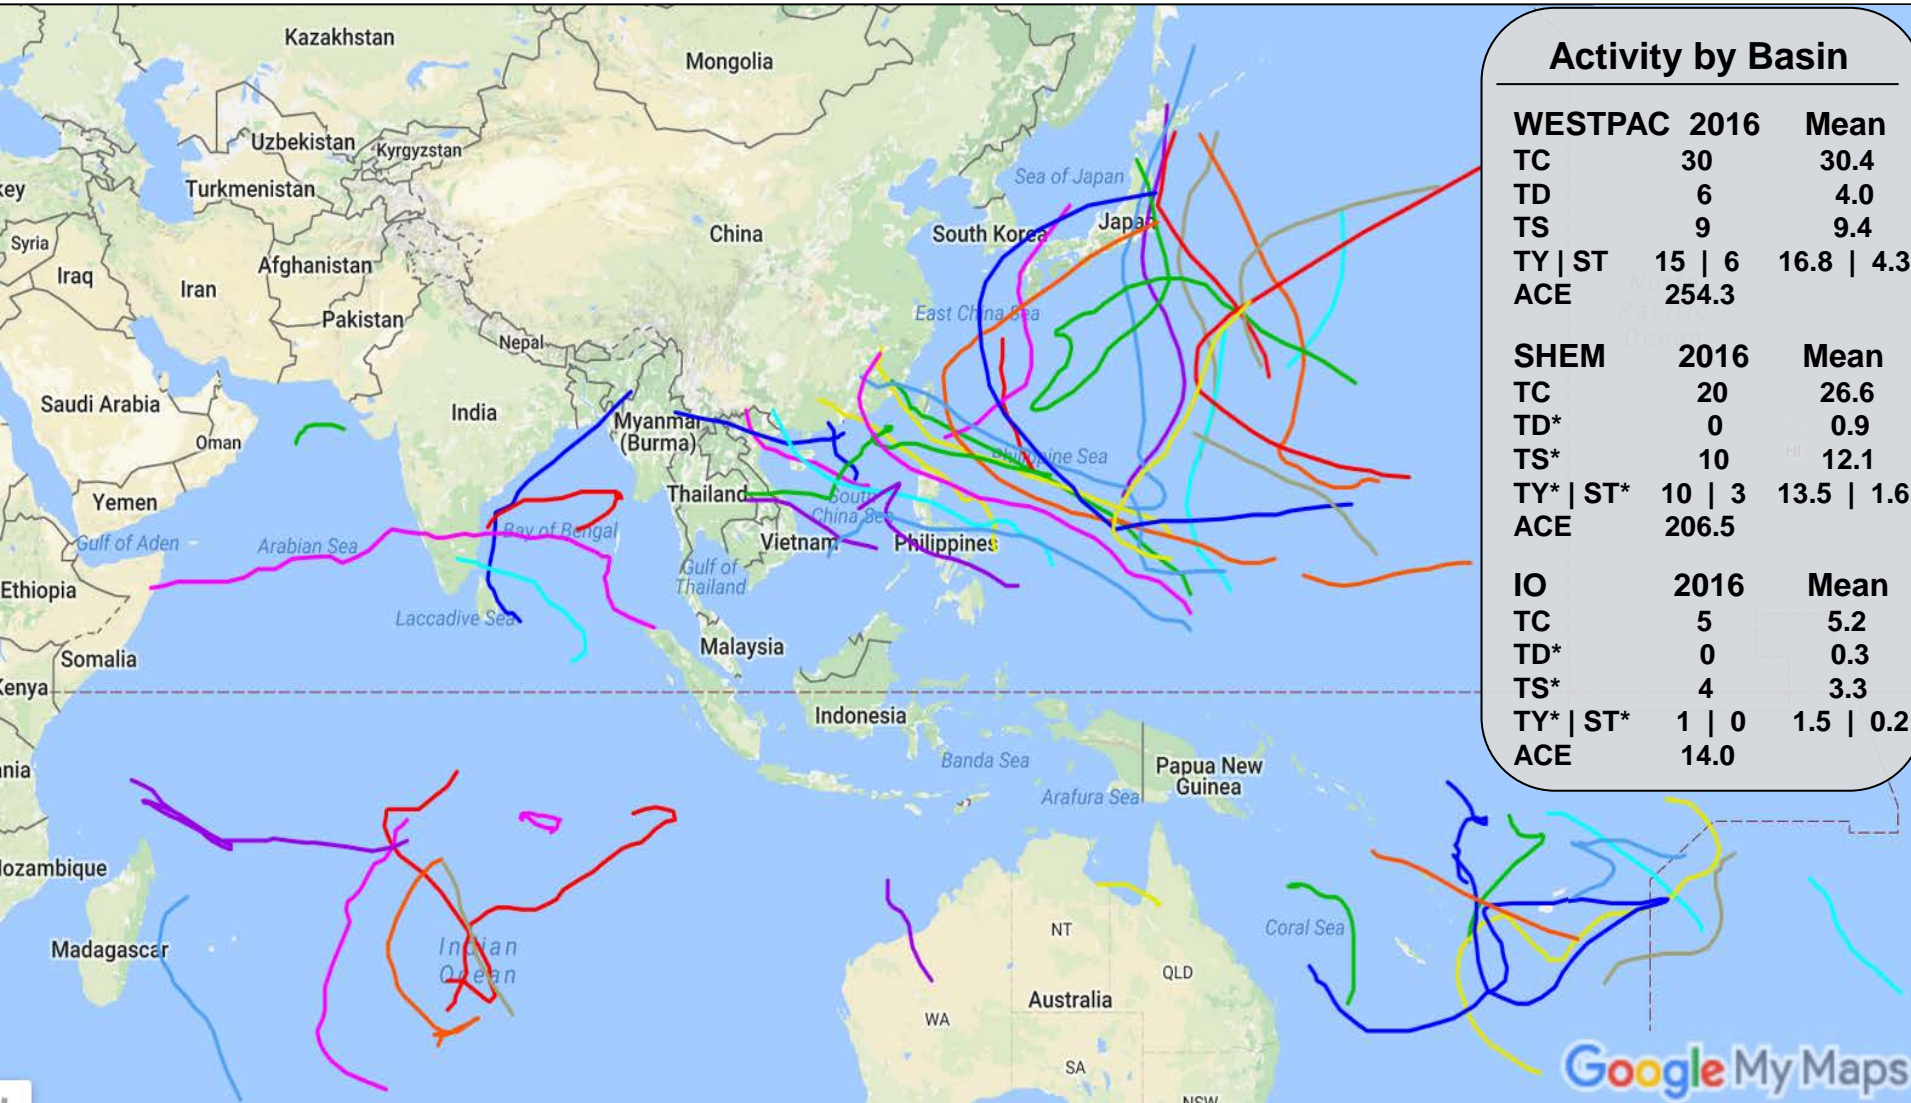 Activity by Basin
WESTPAC 2016 Mean
TC 30 30.4
TD 6 4.0
TS 9 9.4
TY | ST 15 | 6 16.8 | 4.3
ACE 254.3
SHEM 2016 Mean
TC 20 26.6
TD* 0 0.9
TS* 10 12.1
TY* | ST* 10 | 3 13.5 | 1.6
ACE 206.5
IO 2016 Mean
TC 5 5.2
TD* 0 0.3
TS* 4 3.3
TY* | ST* 1 | 0 1.5 | 0.2
ACE 14.0
Kazakhstan
Mongolia
Uzbekistan
Kyrgyzstan
key
Turkmenistan
Sea of Japan
Syria
China
South Korea
Japan
Iraq
Afghanistan
Iran
Pakistan
East China Sea
Nepal
Saudi Arabia
India
Oman
Myanmar
(Burma)
Philippine Sea
Yemen
Thailand
South
China Sea
Gulf of Aden
Arabian Sea
Bay of Bengal
Vietnam
Philippines
Ethiopia
Gulf of
Thailand
Laccadive Sea
Malaysia
Somalia
Kenya
Indonesia
Banda Sea
Papua New
Guinea
ania
Arafura Sea
Mozambique
Madagascar
Indian
Ocean
NT
Coral Sea
QLD
Australia
WA
SA
NSW
North
Pacific
Ocean
HI
Google My Maps